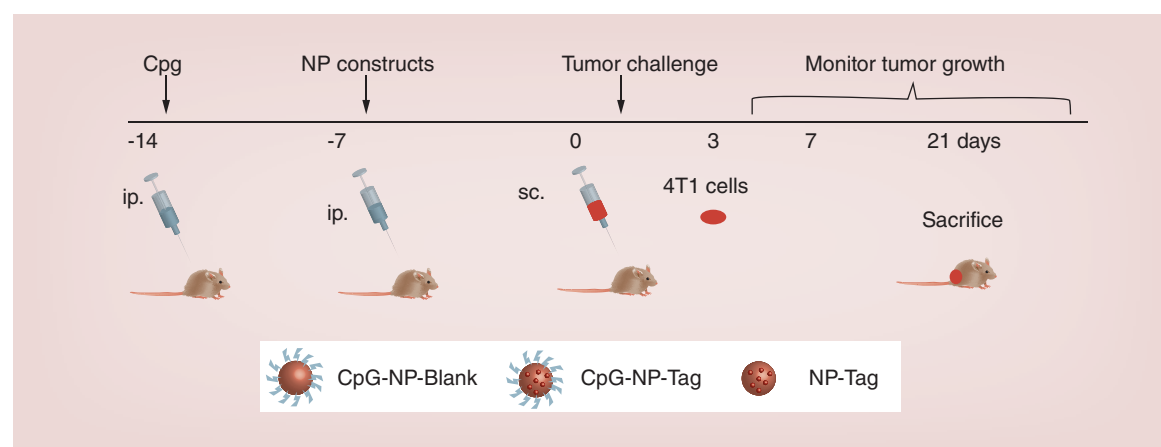 Cpg NP constructs Tumor challenge Monitor tumor growth
-14 -7 0 3 7 21 days
ip. ip. sc. 4T1 cells
Sacrifice
CpG-NP-Blank CpG-NP-Tag NP-Tag